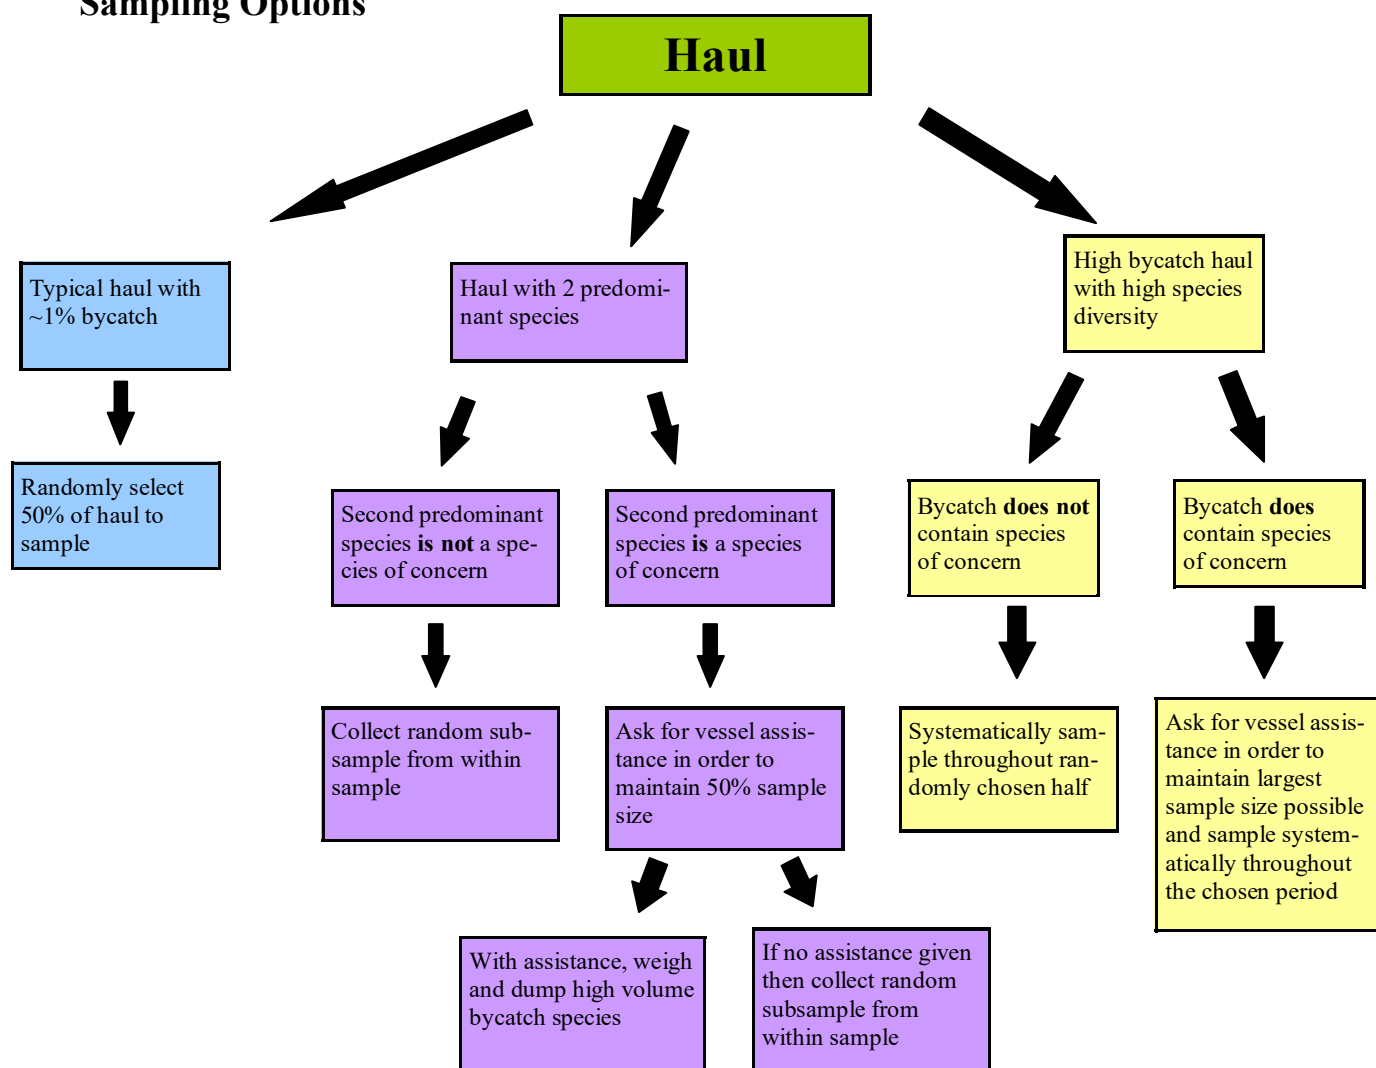 Sampling Options
Haul
Typical haul with
~1% bycatch
Randomly select
50% of haul to
sample
Haul with 2 predomi-
nant species
Second predominant
species is not a spe-
cies of concern
Collect random sub-
sample from within
sample
Second predominant
species is a species
of concern
Ask for vessel assis-
tance in order to
maintain 50% sample
size
With assistance, weigh
and dump high volume
bycatch species
If no assistance given
then collect random
subsample from
within sample
High bycatch haul
with high species
diversity
Bycatch does not
contain species
of concern
Systematically sam-
ple throughout ran-
domly chosen half
Bycatch does
contain species
of concern
Ask for vessel assis-
tance in order to
maintain largest
sample size possible
and sample system-
atically throughout
the chosen period